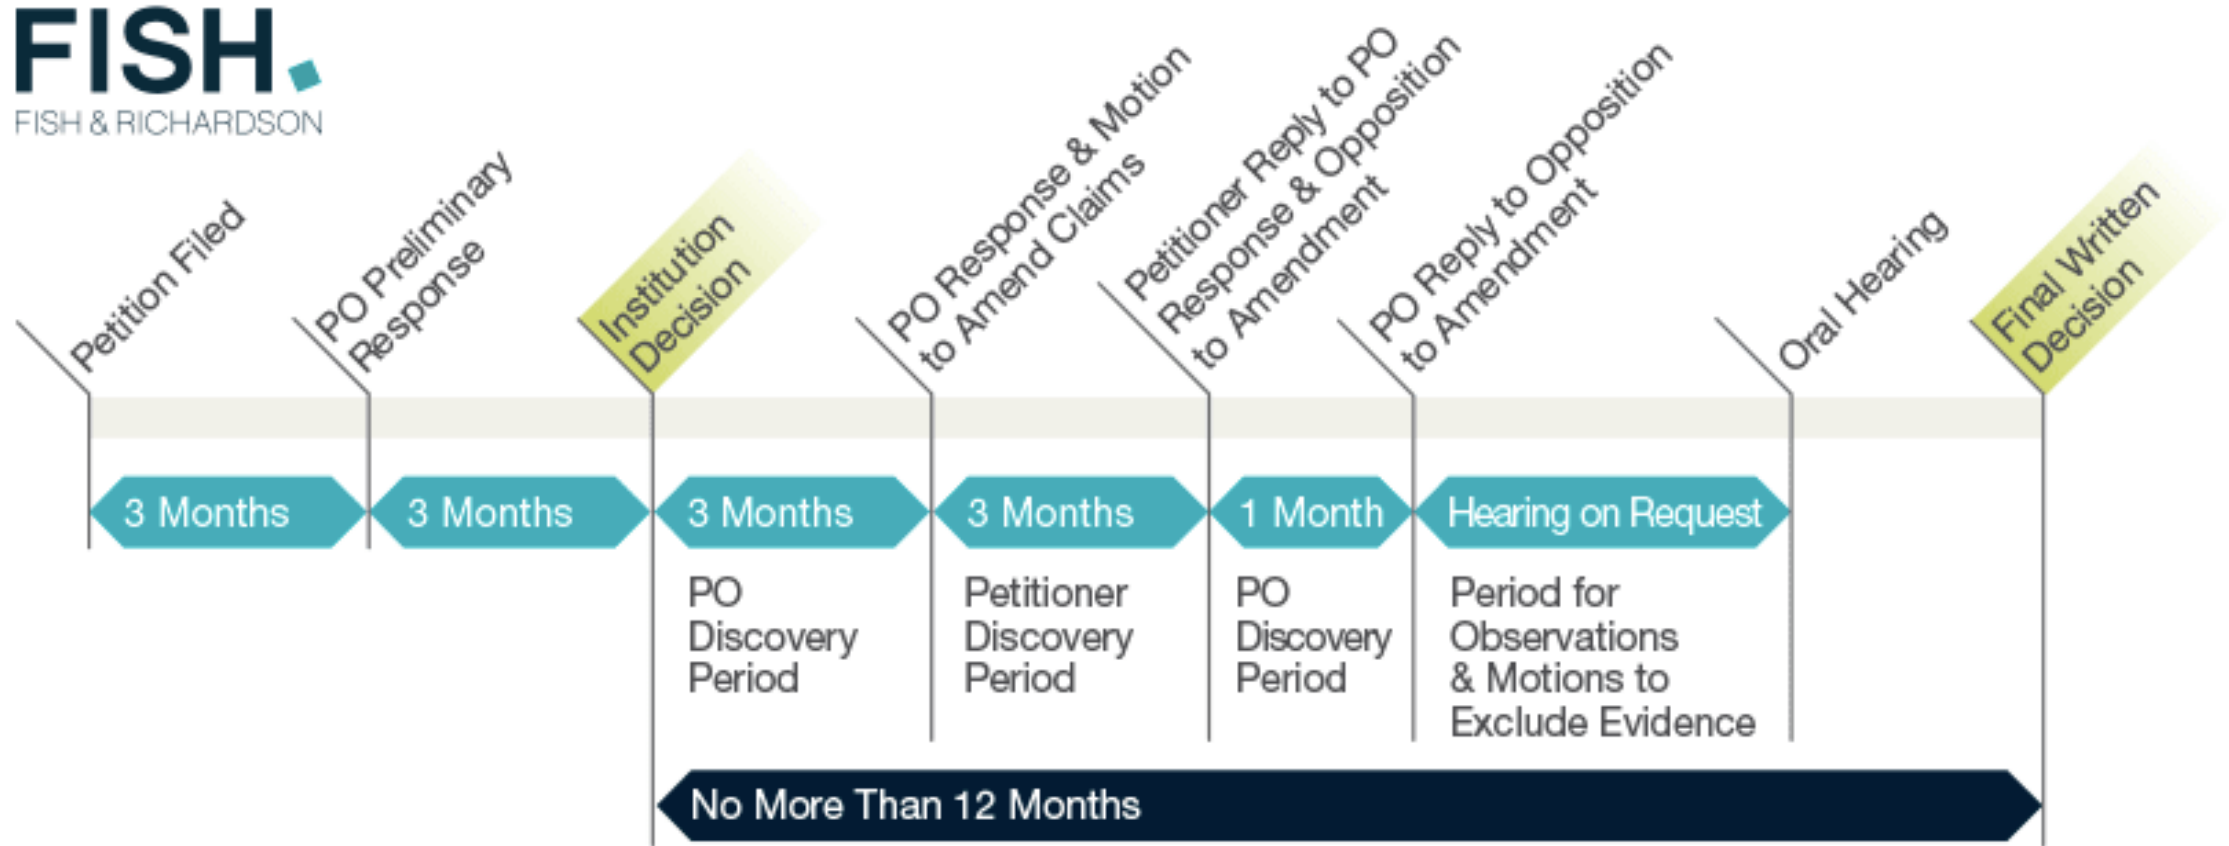 FISH
FISH & RICHARDSON
Petition Filed
PO Preliminary
Response
Institution
Decision
PO Response & Motion
to Amend Claims
Petitioner Reply to PO
Response & Opposition
to Amendment
PO Reply to Opposition
to Amendment
Oral Hearing
Final Written
Decision
3 Months
3 Months
3 Months
3 Months
1 Month
Hearing on Request
PO
Discovery
Period
Petitioner
Discovery
Period
PO
Discovery
Period
Period for
Observations
& Motions to
Exclude Evidence
No More Than 12 Months